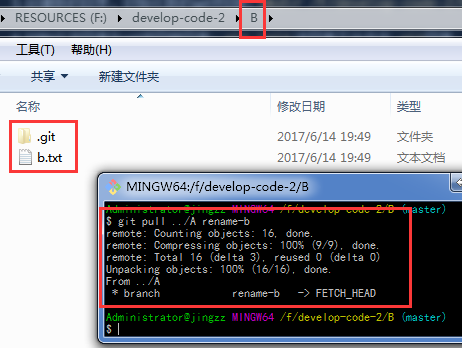 RESOURCES (F:) ▸ develop-code-2 ▸ B ▸
工具(T) 帮助(H)
共享 新建文件夹
名称 修改日期 类型
.git 2017/6/14 19:49 文件夹
b.txt 2017/6/14 19:49 文本文档
MINGW64:/f/develop-code-2/B
Administrator@jingzz MINGW64 /f/develop-code-2/B (master)
$ git pull ../A rename-b
remote: Counting objects: 16, done.
remote: Compressing objects: 100% (9/9), done.
remote: Total 16 (delta 3), reused 0 (delta 0)
Unpacking objects: 100% (16/16), done.
From ../A
* branch rename-b -> FETCH_HEAD
Administrator@jingzz MINGW64 /f/develop-code-2/B (master)
$